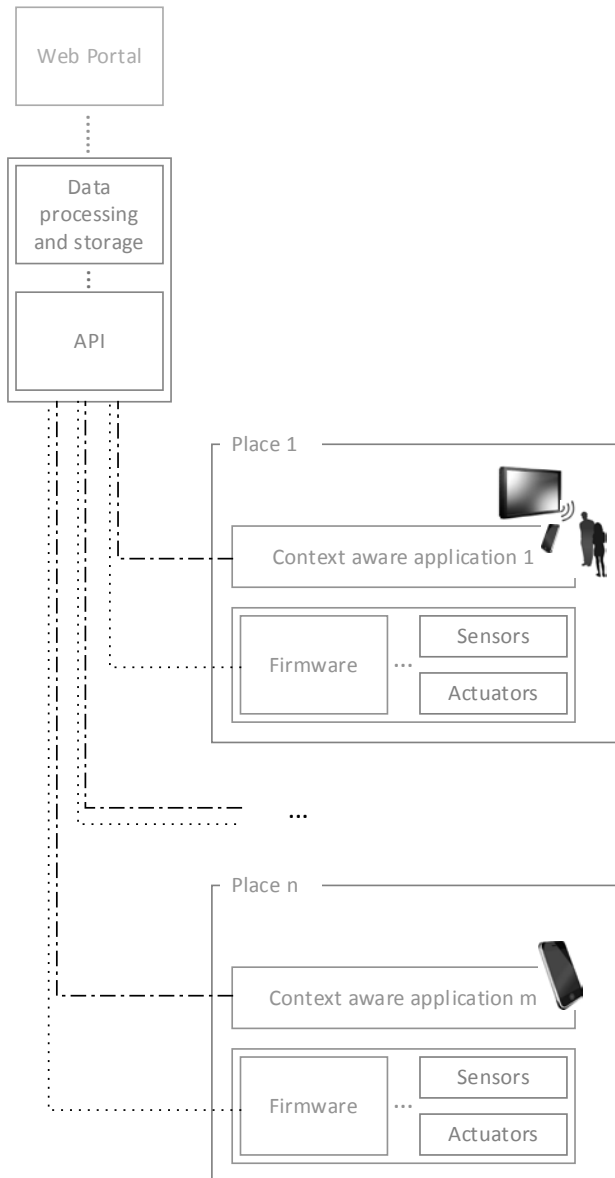 Web Portal
Data
processing
and storage
API
Place 1
Context aware application 1
Firmware
...
Sensors
Actuators
...
Place n
Context aware application m
Firmware
...
Sensors
Actuators